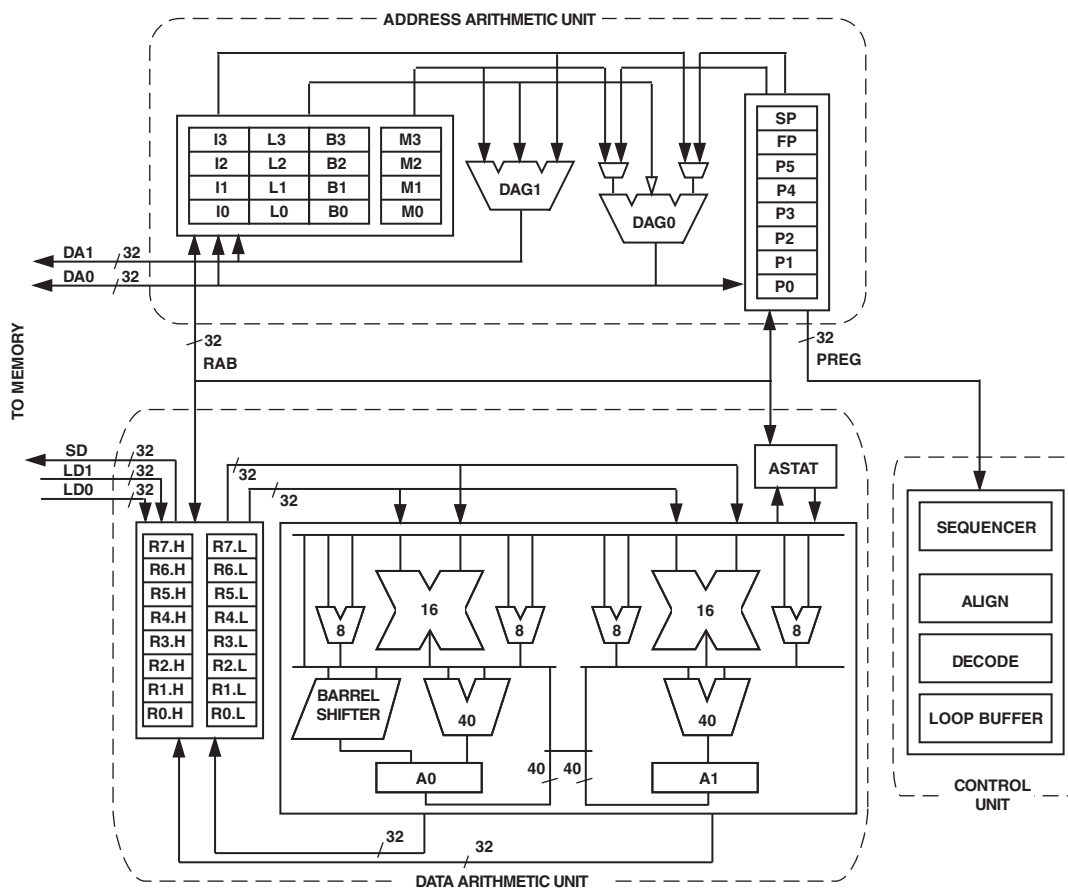 ADDRESS ARITHMETIC UNIT
I3 L3 B3 M3
I2 L2 B2 M2
I1 L1 B1 M1
I0 L0 B0 M0
DAG1
DAG0
SP
FP
P5
P4
P3
P2
P1
P0
DA1 32
DA0 32
TO MEMORY
32
RAB
32
PREG
SD 32
LD1 32
LD0 32
32
32
ASTAT
R7.H R7.L
R6.H R6.L
R5.H R5.L
R4.H R4.L
R3.H R3.L
R2.H R2.L
R1.H R1.L
R0.H R0.L
8 16 8 8 16 8
BARREL
SHIFTER
40
40
A0
40 40
A1
32
32
DATA ARITHMETIC UNIT
SEQUENCER
ALIGN
DECODE
LOOP BUFFER
CONTROL
UNIT